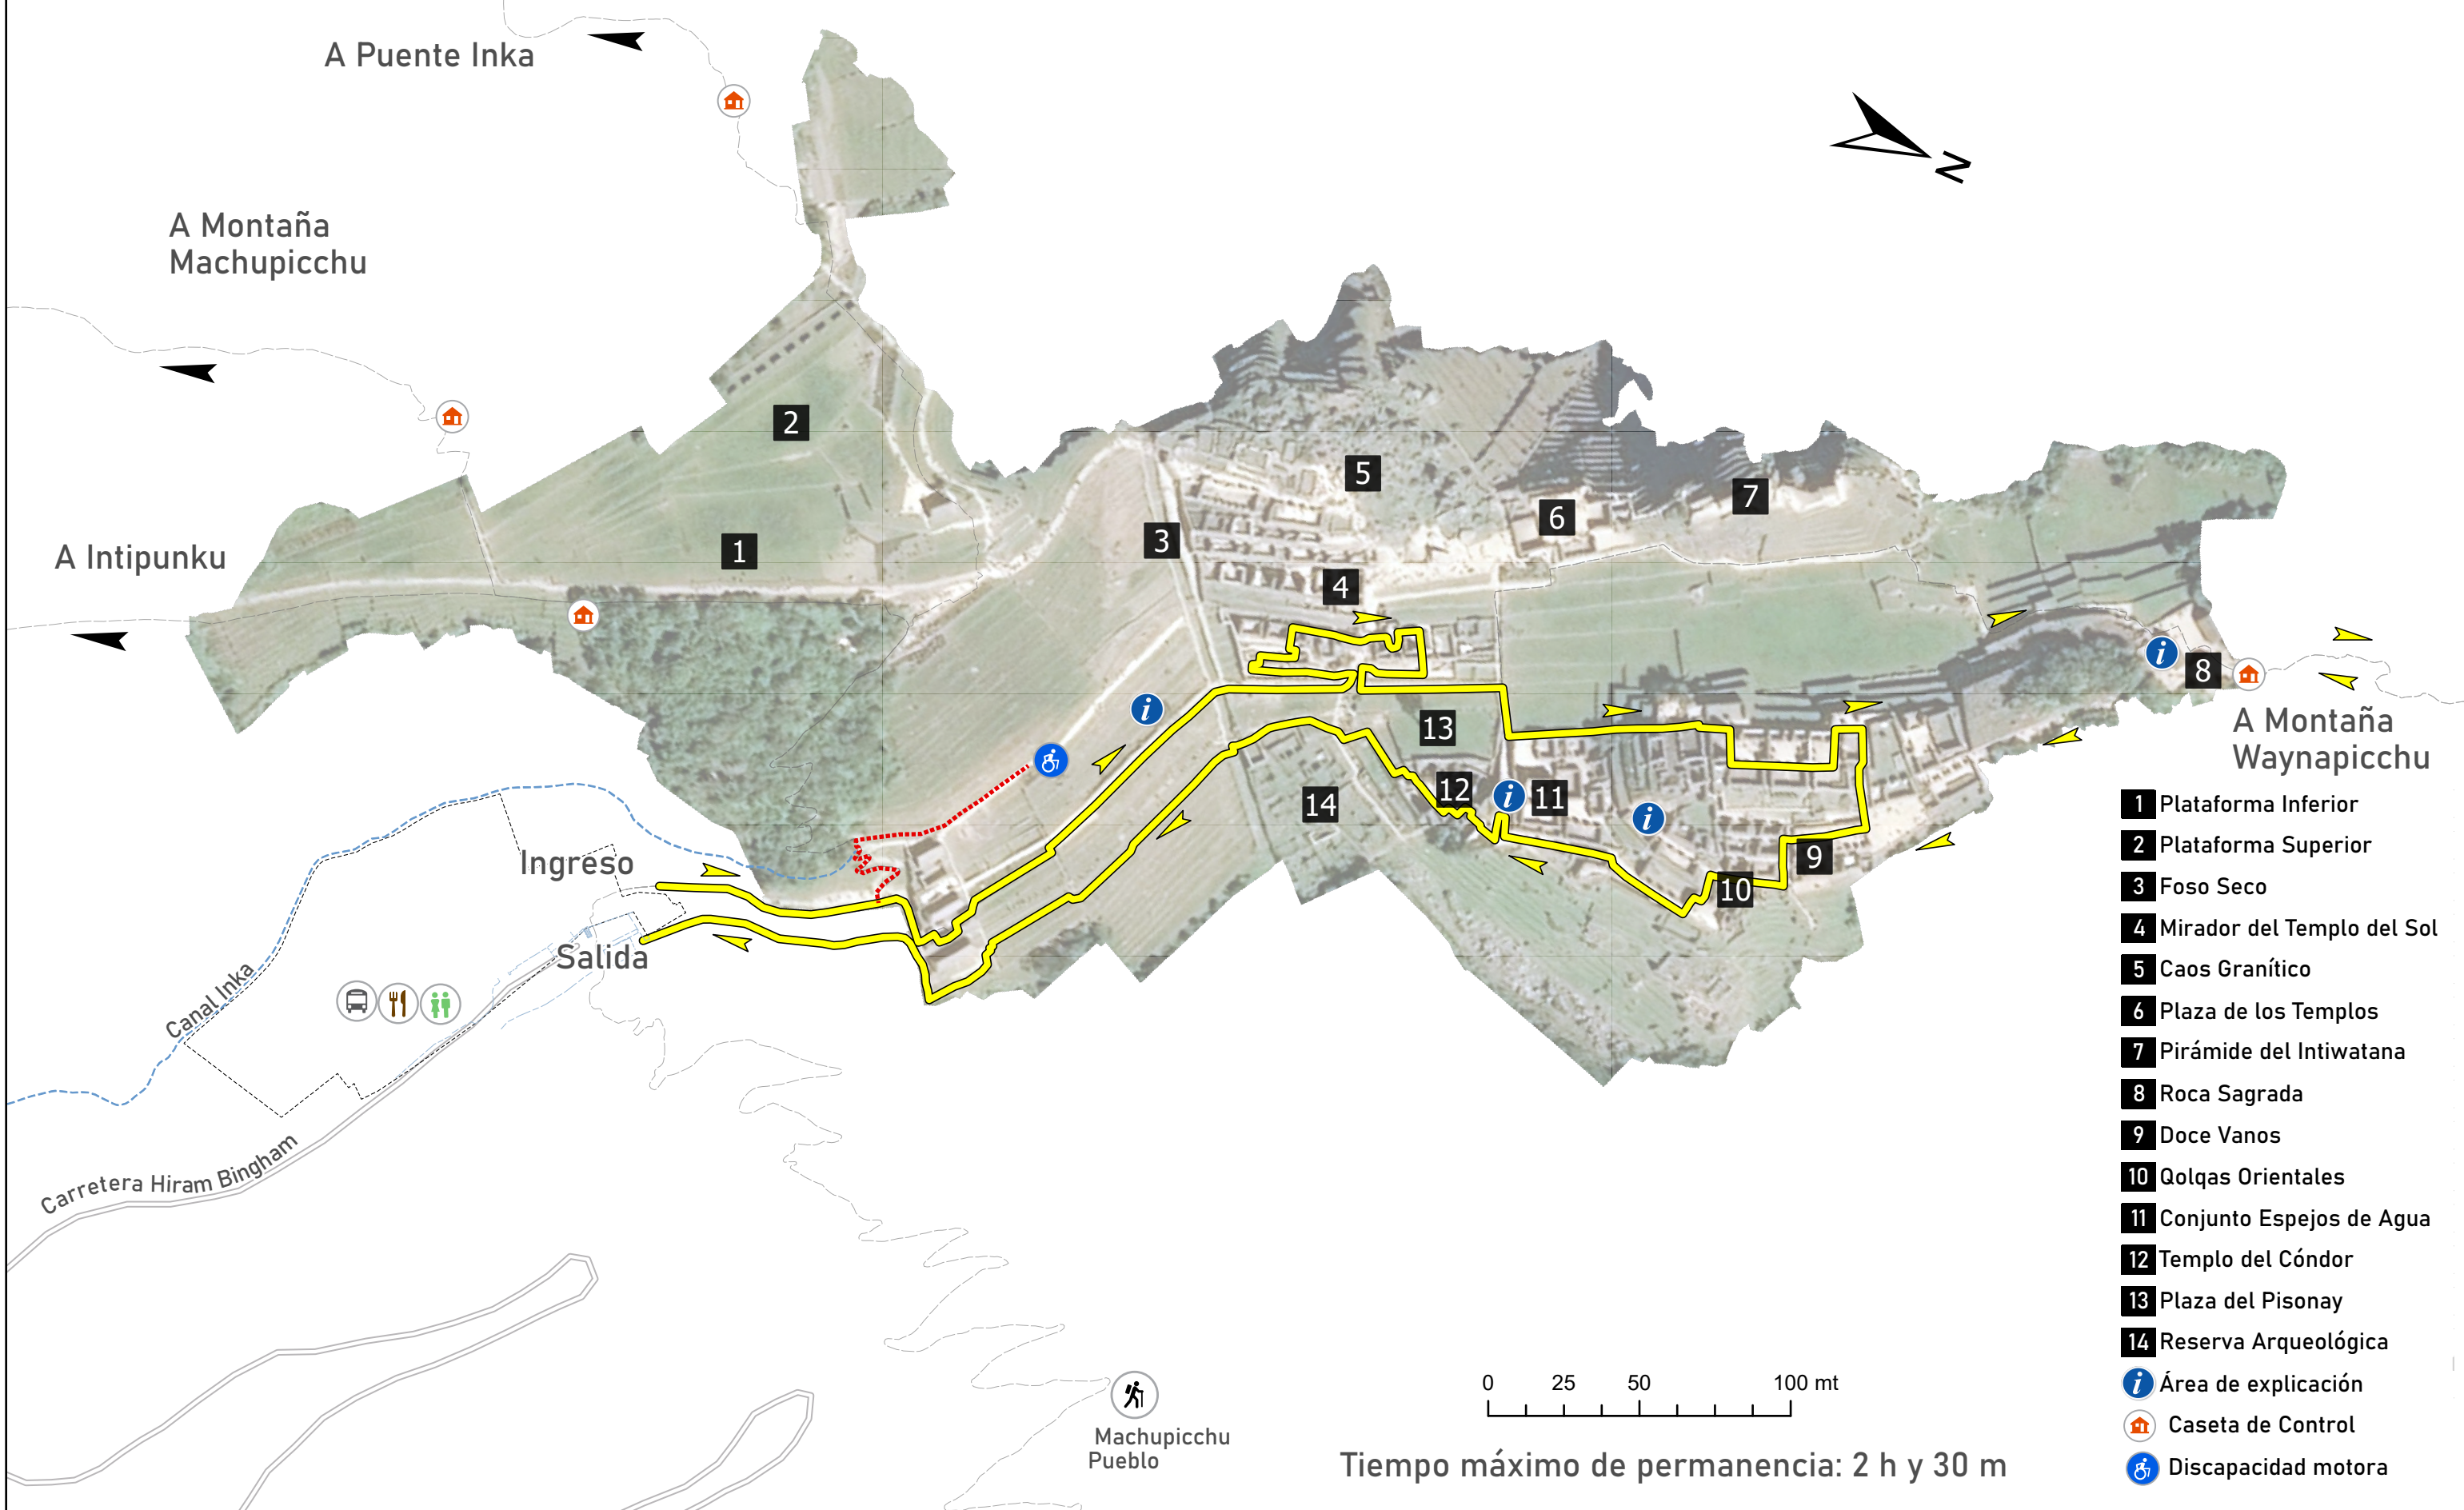 A Puente Inka
N
A Montaña
Machupicchu
A Intipunku
2
5
7
6
1
3
4
8
13
12
11
14
9
10
A Montaña
Waynapicchu
Ingreso
Salida
Canal Inka
Carretera Hiram Bingham
Machupicchu
Pueblo
1 Plataforma Inferior
2 Plataforma Superior
3 Foso Seco
4 Mirador del Templo del Sol
5 Caos Granítico
6 Plaza de los Templos
7 Pirámide del Intiwatana
8 Roca Sagrada
9 Doce Vanos
10 Qolqas Orientales
11 Conjunto Espejos de Agua
12 Templo del Cóndor
13 Plaza del Pisonay
14 Reserva Arqueológica
i Área de explicación
Caseta de Control
Discapacidad motora
0 25 50 100 mt
Tiempo máximo de permanencia: 2 h y 30 m